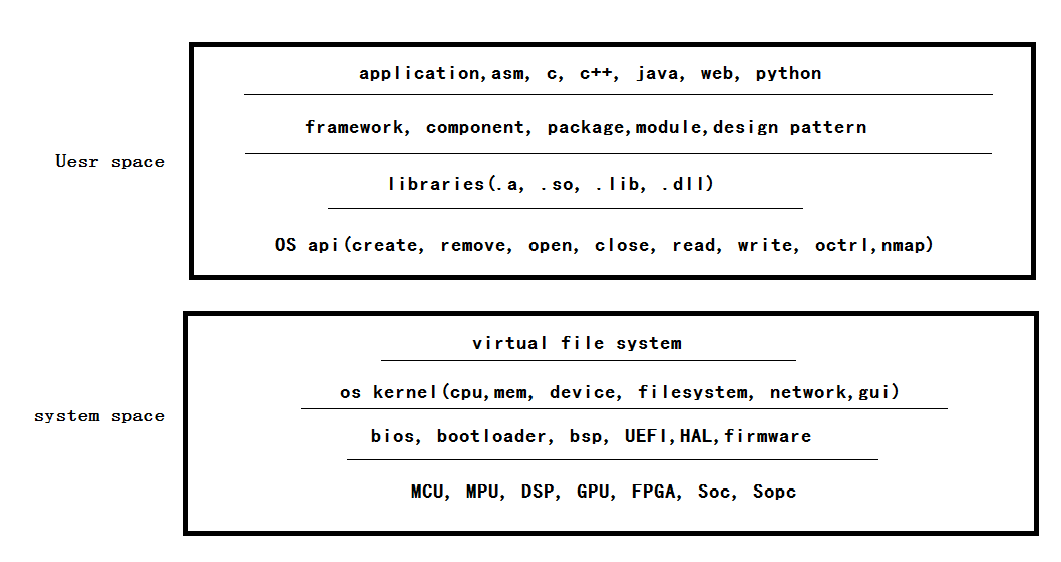 application,asm, c, c++, java, web, python
framework, component, package,module,design pattern
Uesr space
libraries(.a, .so, .lib, .dll)
OS api(create, remove, open, close, read, write, octrl,nmap)
virtual file system
os kernel(cpu,mem, device, filesystem, network,gui)
system space
bios, bootloader, bsp, UEFI,HAL,firmware
MCU, MPU, DSP, GPU, FPGA, Soc, Sopc